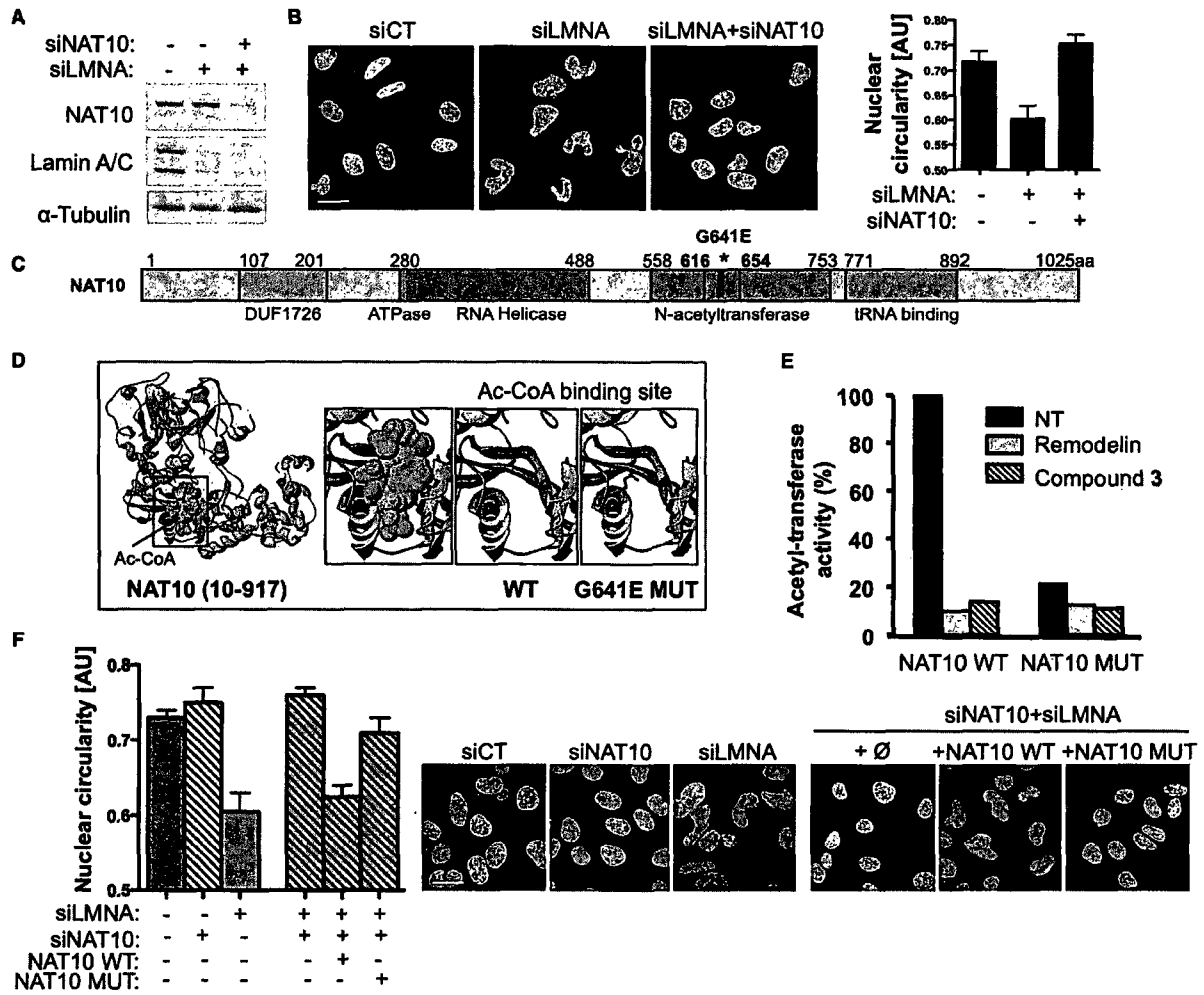 A
siNAT10: - - +
siLMNA: - + +
NAT10
Lamin A/C
α-Tubulin
B
siCT siLMNA siLMNA+siNAT10
Nuclear circularity [AU]
0.80
0.75
0.70
0.60
0.55
0.50
siLMNA: - + +
siNAT10: - - +
C
G641E
1 107 201 280 488 558 616 * 654 753 771 892 1025aa
NAT10
DUF1726 ATPase RNA Helicase N-acetyltransferase tRNA binding
D
Ac-CoA binding site
Ac-CoA
NAT10 (10-917) WT G641E MUT
E
Acetyl-transferase activity (%)
100
80
60
40
20
0
NT
Remodelin
Compound 3
NAT10 WT NAT10 MUT
F
Nuclear circularity [AU]
0.8
0.7
0.6
0.5
siLMNA: - - + + + +
siNAT10: - + - + + +
NAT10 WT: - - - - + -
NAT10 MUT: - - - - - +
siNAT10+siLMNA
siCT siNAT10 siLMNA + Ø +NAT10 WT +NAT10 MUT